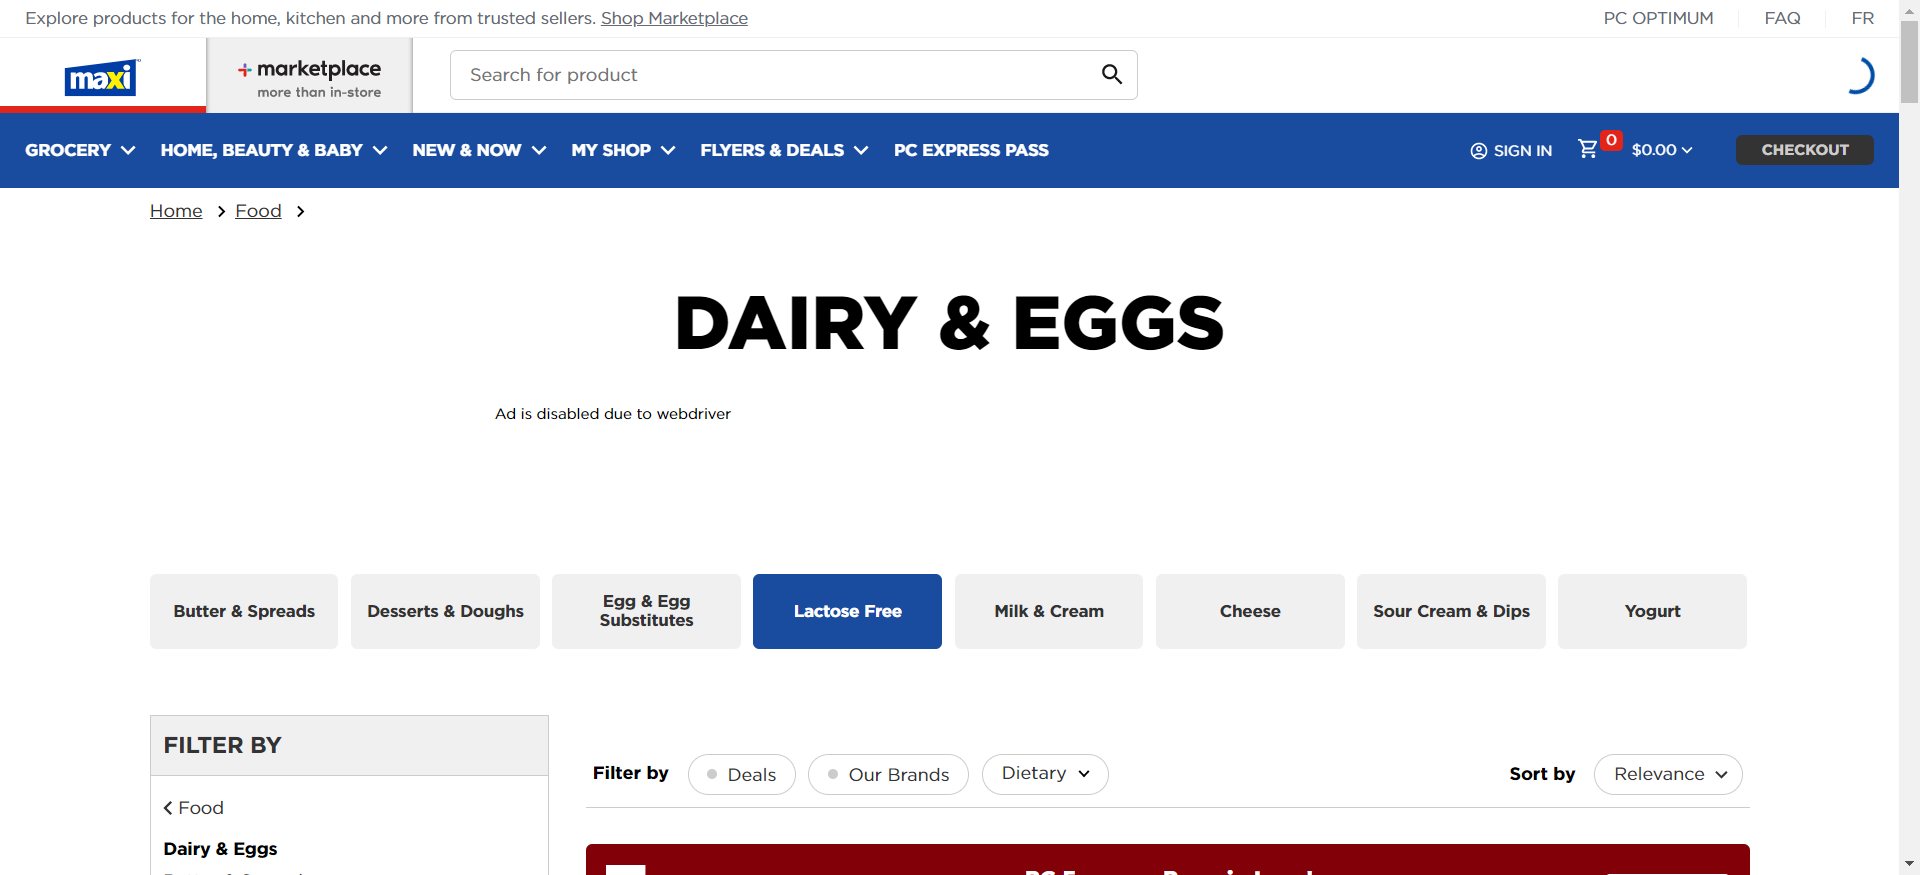 Explore products for the home, kitchen and more from trusted sellers. Shop Marketplace
PC OPTIMUM
FAQ
FR
maxi
marketplace
more than in-store
Search for product
GROCERY
HOME, BEAUTY & BABY
NEW & NOW
MY SHOP
FLYERS & DEALS
PC EXPRESS PASS
SIGN IN
0
$0.00
CHECKOUT
Home
Food
DAIRY & EGGS
Ad is disabled due to webdriver
Butter & Spreads
Desserts & Doughs
Egg & Egg
Substitutes
Lactose Free
Milk & Cream
Cheese
Sour Cream & Dips
Yogurt
FILTER BY
Food
Dairy & Eggs
Filter by
Deals
Our Brands
Dietary
Sort by
Relevance